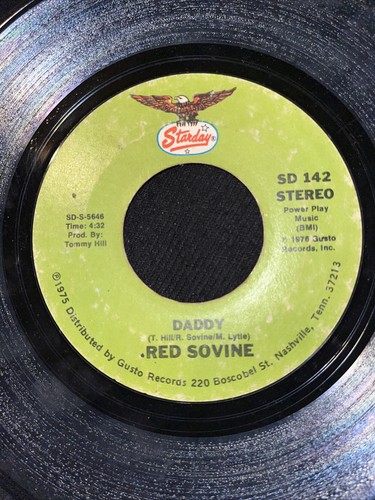 Starday
SD 142
STEREO
Power Play
Music
(BMI)
℗ 1976 Gusto
Records, Inc.
SD-S-5646
Time: 4:32
Prod. By:
Tommy Hill
DADDY
(T. Hill/R. Sovine/M. Lytle)
.RED SOVINE
℗1975 Distributed by Gusto Records 220 Boscobel St. Nashville, Tenn. 37213